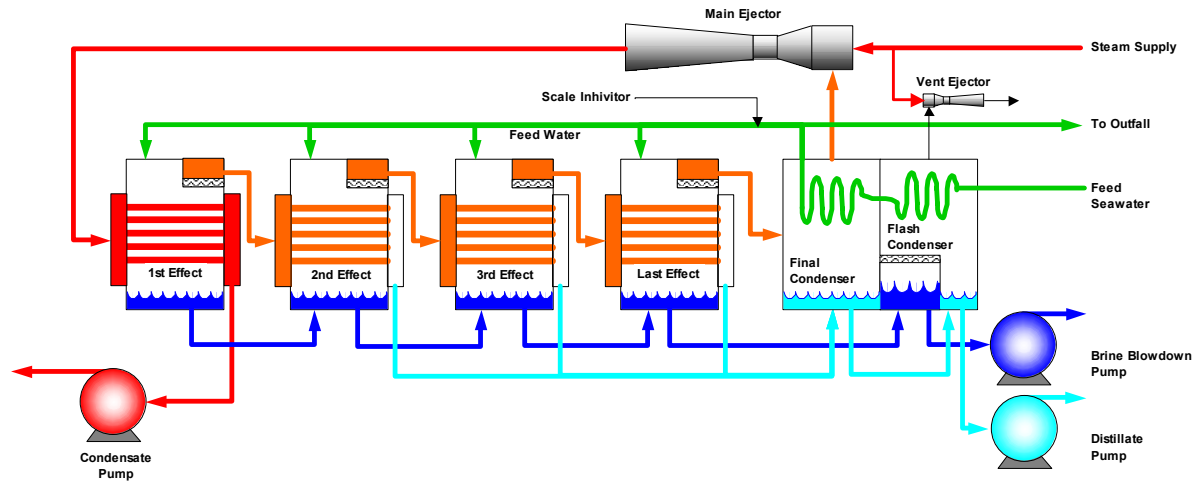 Main Ejector
Steam Supply
Vent Ejector
Scale Inhivitor
To Outfall
Feed Water
Feed
Seawater
Flash
Condenser
1st Effect
2nd Effect
3rd Effect
Last Effect
Final
Condenser
Brine Blowdown
Pump
Distillate
Pump
Condensate
Pump